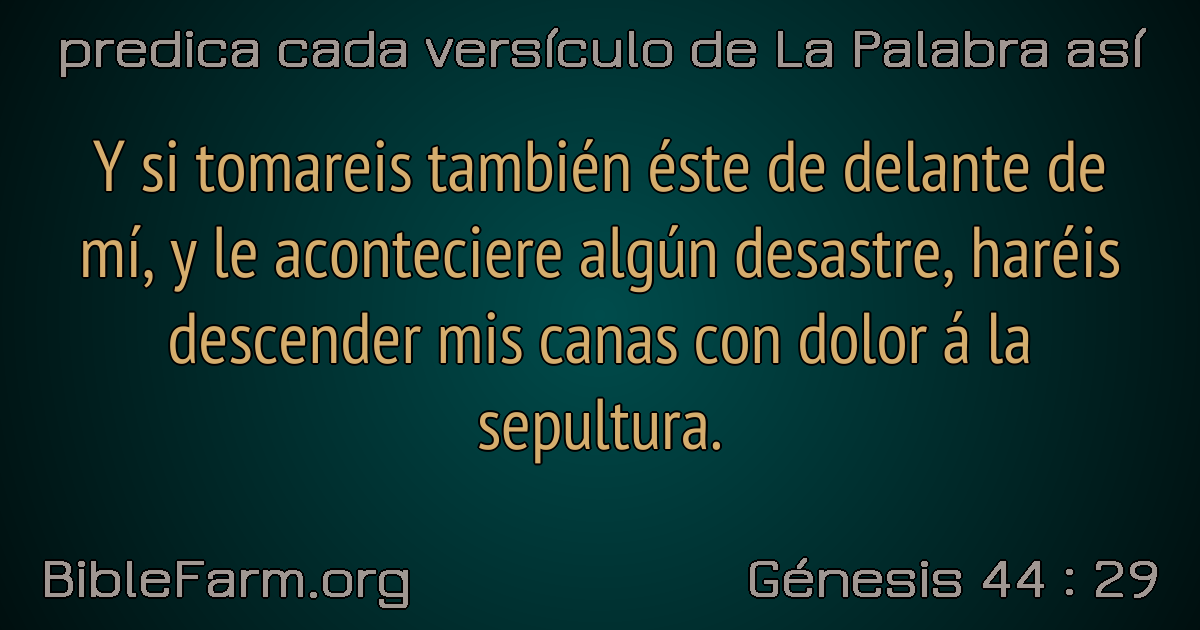 predica cada versículo de La Palabra así
Y si tomareis también éste de delante de
mí, y le aconteciere algún desastre, haréis
descender mis canas con dolor á la
sepultura.
BibleFarm.org
Génesis 44 : 29